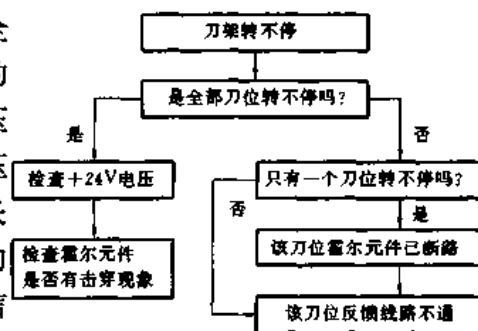 刀架转不停
是全部刀位转不停吗?
是
否
检查+24V电压
只有一个刀位转不停吗?
否
是
检查霍尔元件
是否有击穿现象
该刀位霍尔元件已断路
该刀位反馈线路不通